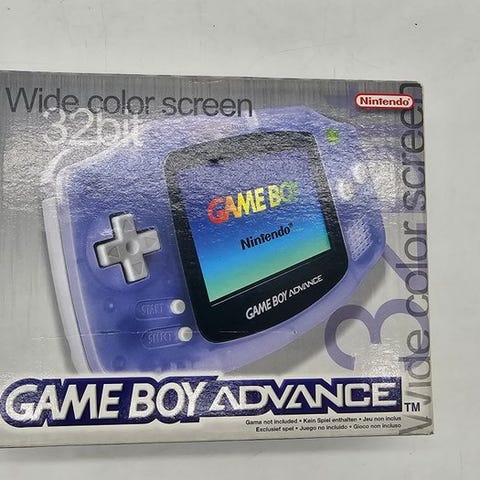 Wide color screen
32bit
Nintendo®
Wide color screen
GAME BOY
Nintendo®
GAME BOY ADVANCE
START
SELECT
GAME BOY ADVANCE™
Game not included • Kein Spiel enthalten • Jeu non inclus
Exclusief spel • Juego no incluido • Gioco non incluso